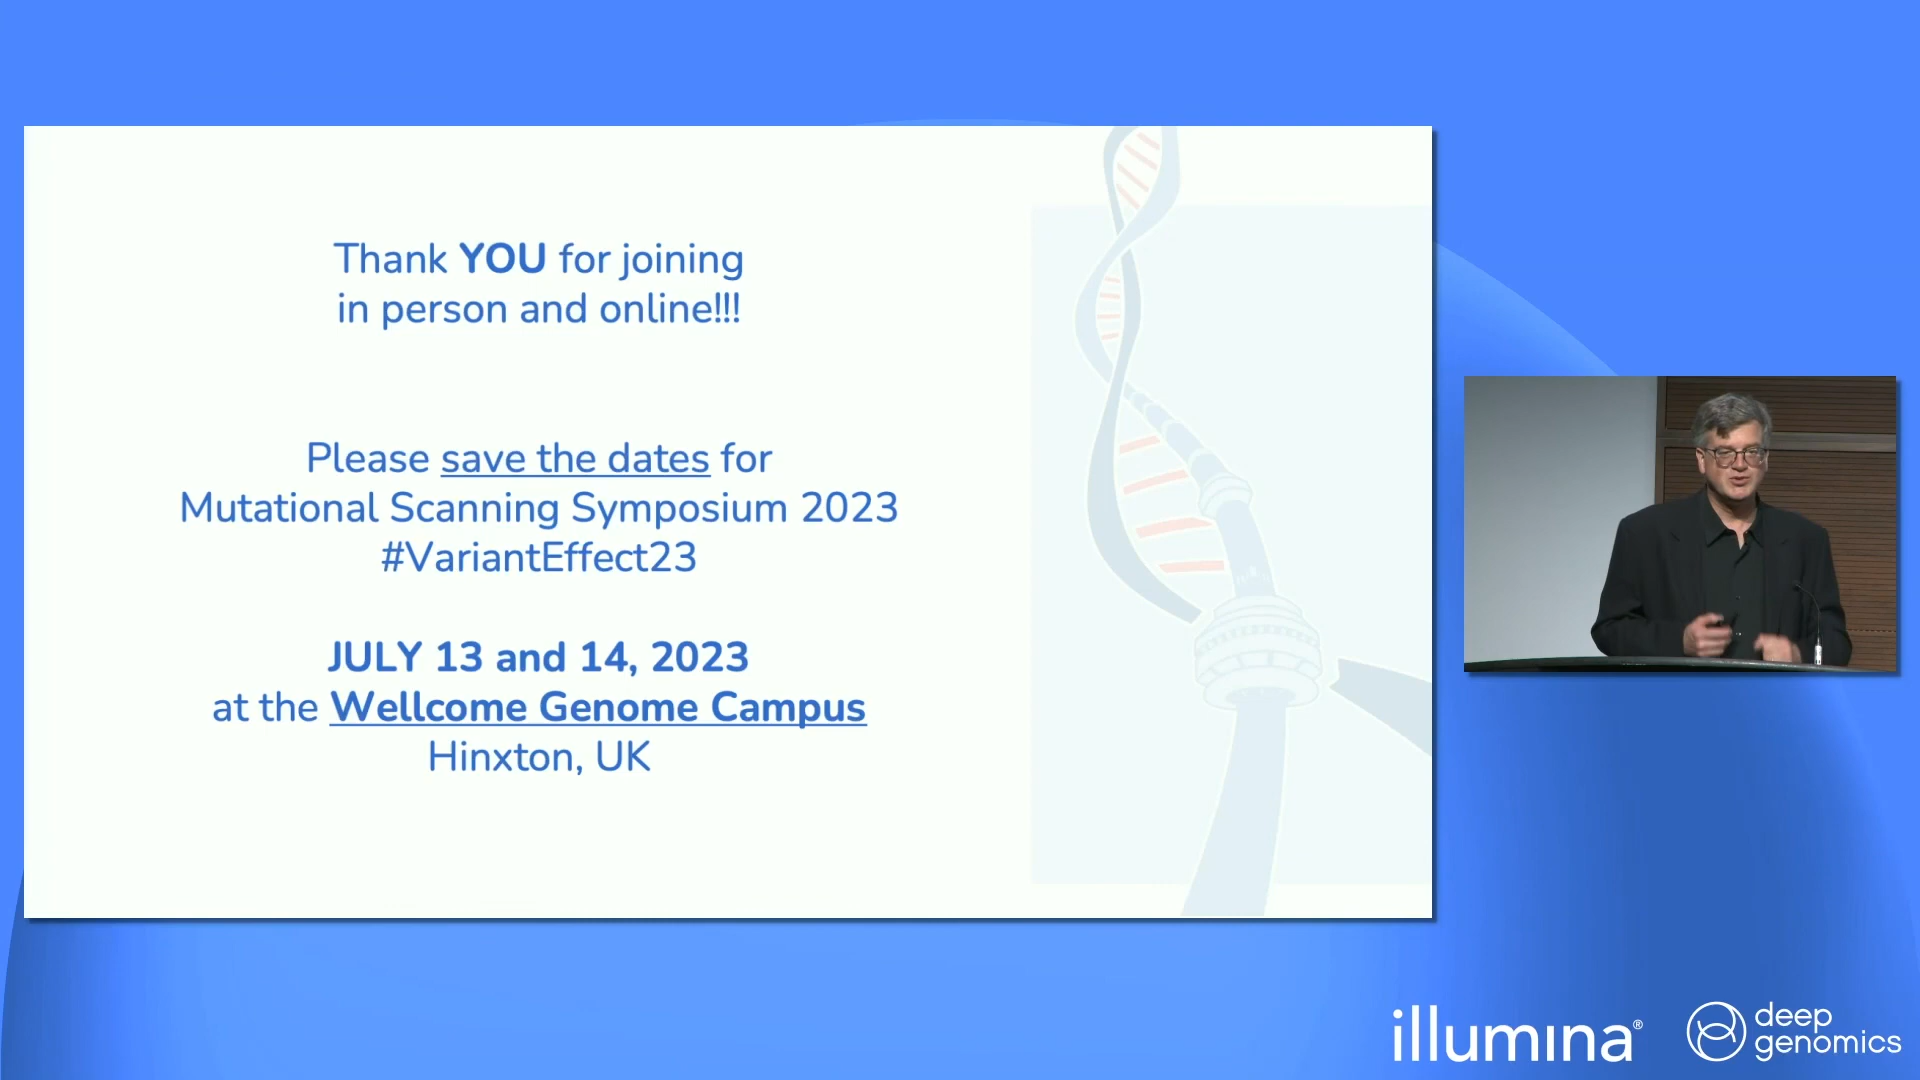 Thank YOU for joining
in person and online!!!
Please save the dates for
Mutational Scanning Symposium 2023
#VariantEffect23
JULY 13 and 14, 2023
at the Wellcome Genome Campus
Hinxton, UK
illumina®
deep
genomics